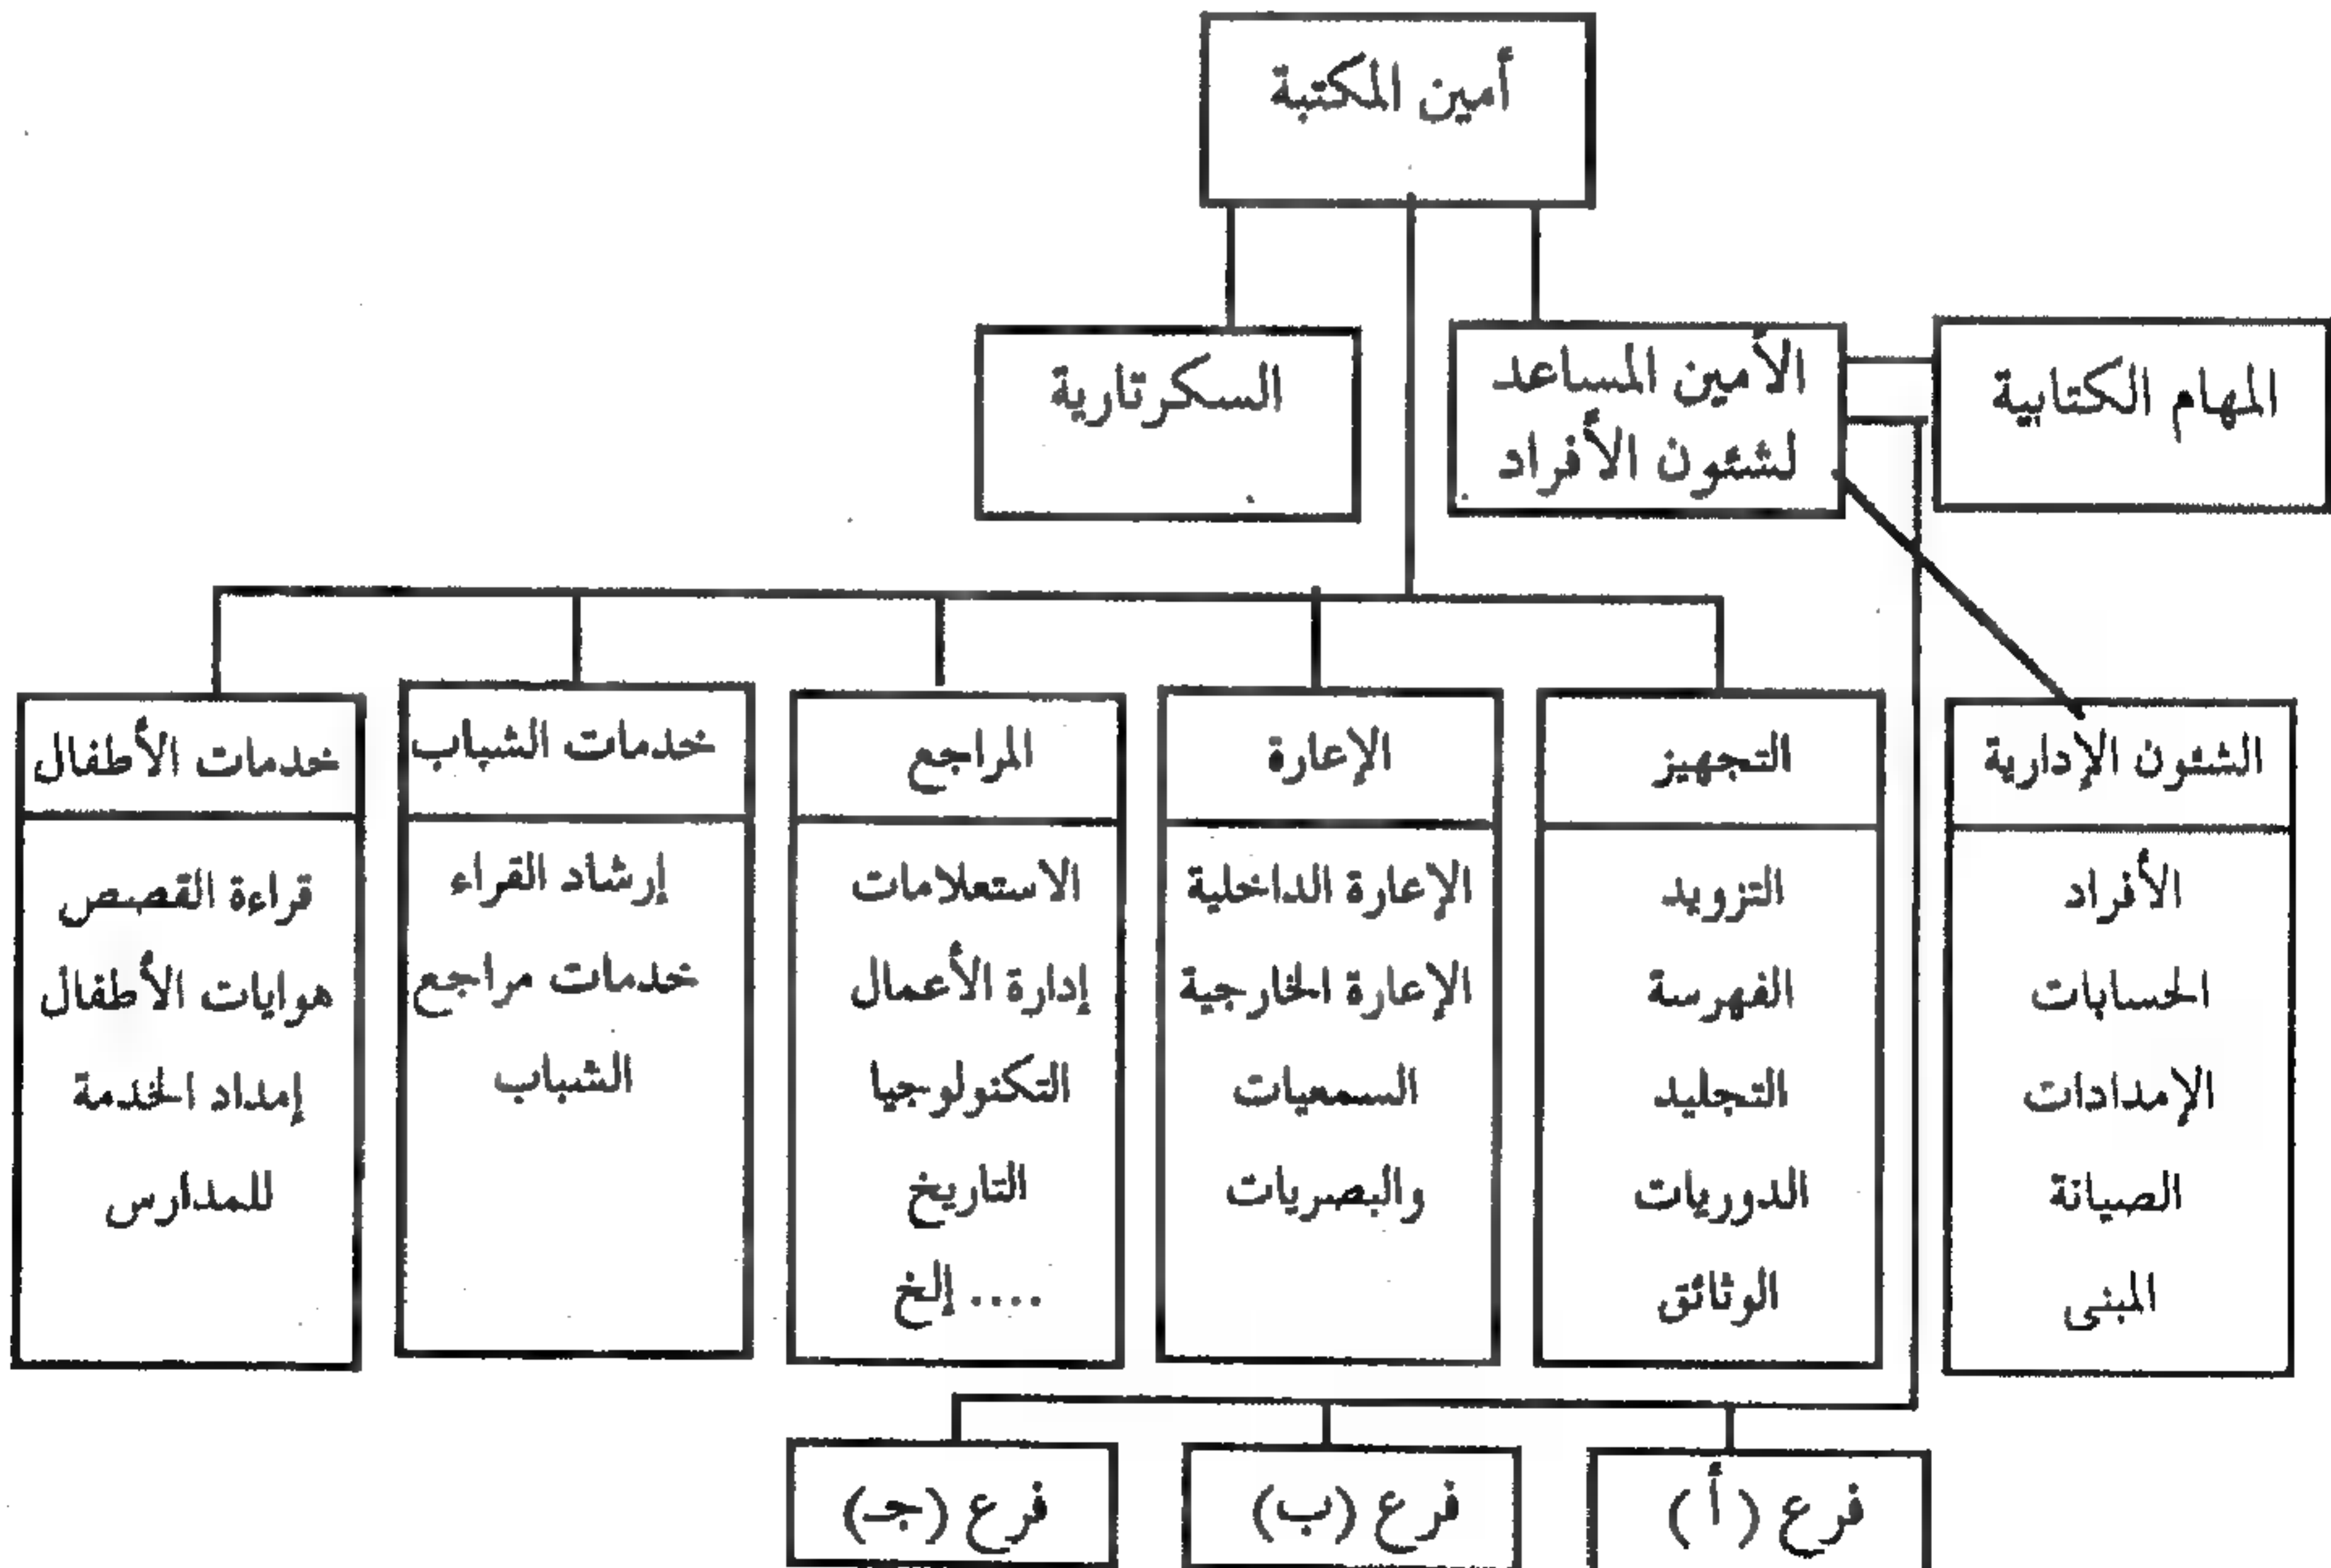 أمين المكتبة
المهام الكتابية
الأمين المساعد
لشئون الأفراد
السكرتارية
الشئون الإدارية
الأفراد
الحسابات
الإمدادات
الصيانة
المبنى
التجهيز
التزويد
الفهرسة
التجليد
الدوريات
الوثائق
الإعارة
الإعارة الداخلية
الإعارة الخارجية
السمعيات
والبصريات
المراجع
الاستعلامات
إدارة الأعمال
التكنولوجيا
التاريخ
.... إلخ
خدمات الشباب
إرشاد القراء
خدمات مراجع
الشباب
خدمات الأطفال
قراءة القصص
هوايات الأطفال
إمداد الخدمة
للمدارس
فرع (أ)
فرع (ب)
فرع (جـ)